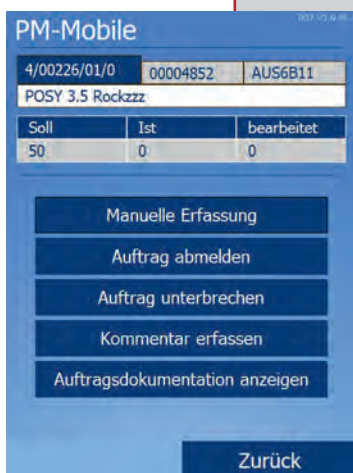 PM-Mobile
4/00226/01/0 00004852 AUS6B11
POSY 3.5 Rockzzz
Soll Ist bearbeitet
50 0 0
Manuelle Erfassung
Auftrag abmelden
Auftrag unterbrechen
Kommentar erfassen
Auftragsdokumentation anzeigen
Zurück